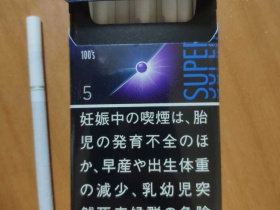 100's
SUPER
5
妊娠中の喫煙は、胎
児の発育不全のほ
か、早産や出生体重
の減少、乳幼児突